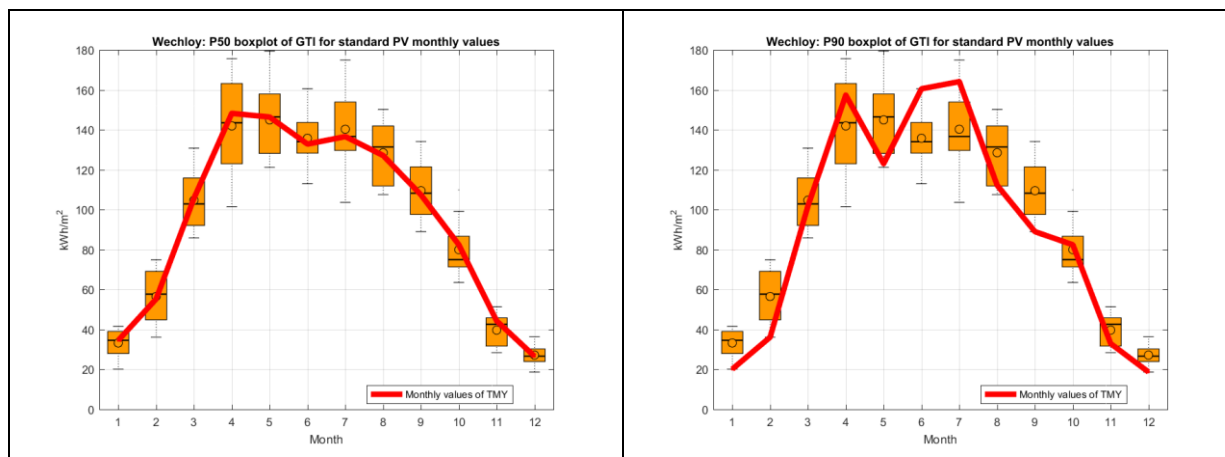 Wechloy: P50 boxplot of GTI for standard PV monthly values
180
160
140
120
100
80
60
40
20
0
kWh/m²
1 2 3 4 5 6 7 8 9 10 11 12
Month
Monthly values of TMY
Wechloy: P90 boxplot of GTI for standard PV monthly values
180
160
140
120
100
80
60
40
20
0
kWh/m²
1 2 3 4 5 6 7 8 9 10 11 12
Month
Monthly values of TMY